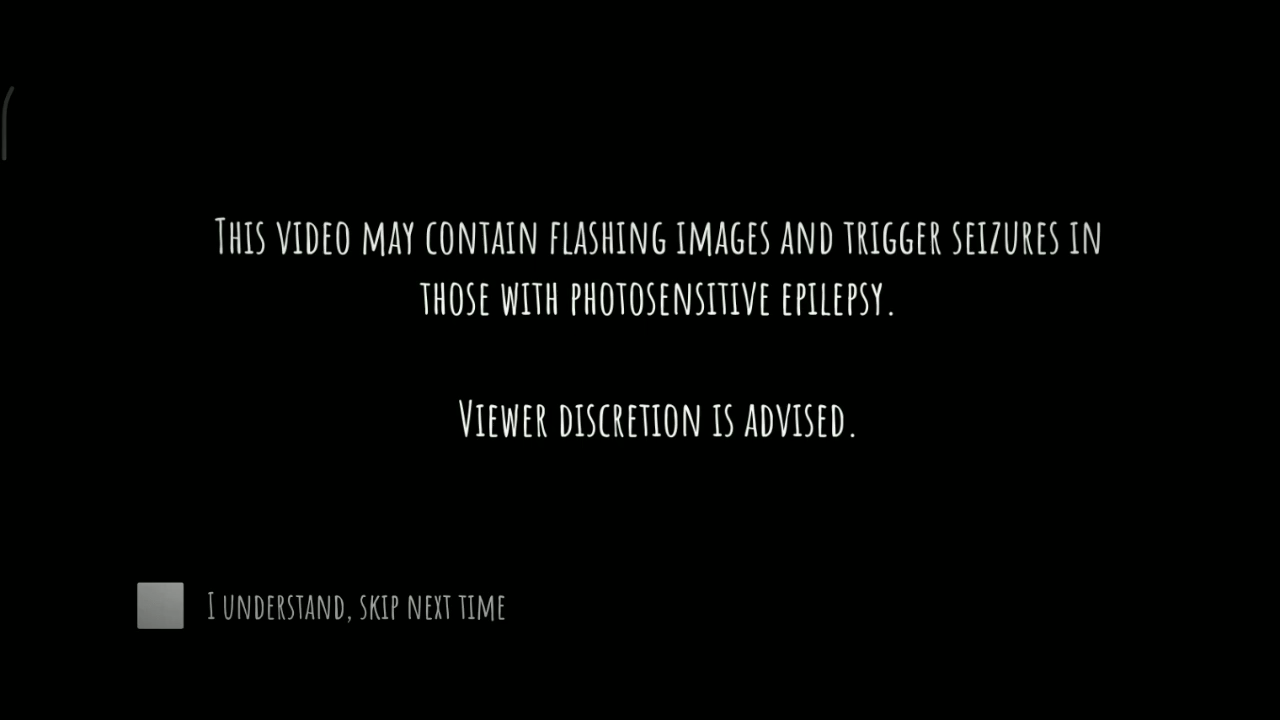 This video may contain flashing images and trigger seizures in
those with photosensitive epilepsy.
Viewer discretion is advised.
I understand, skip next time